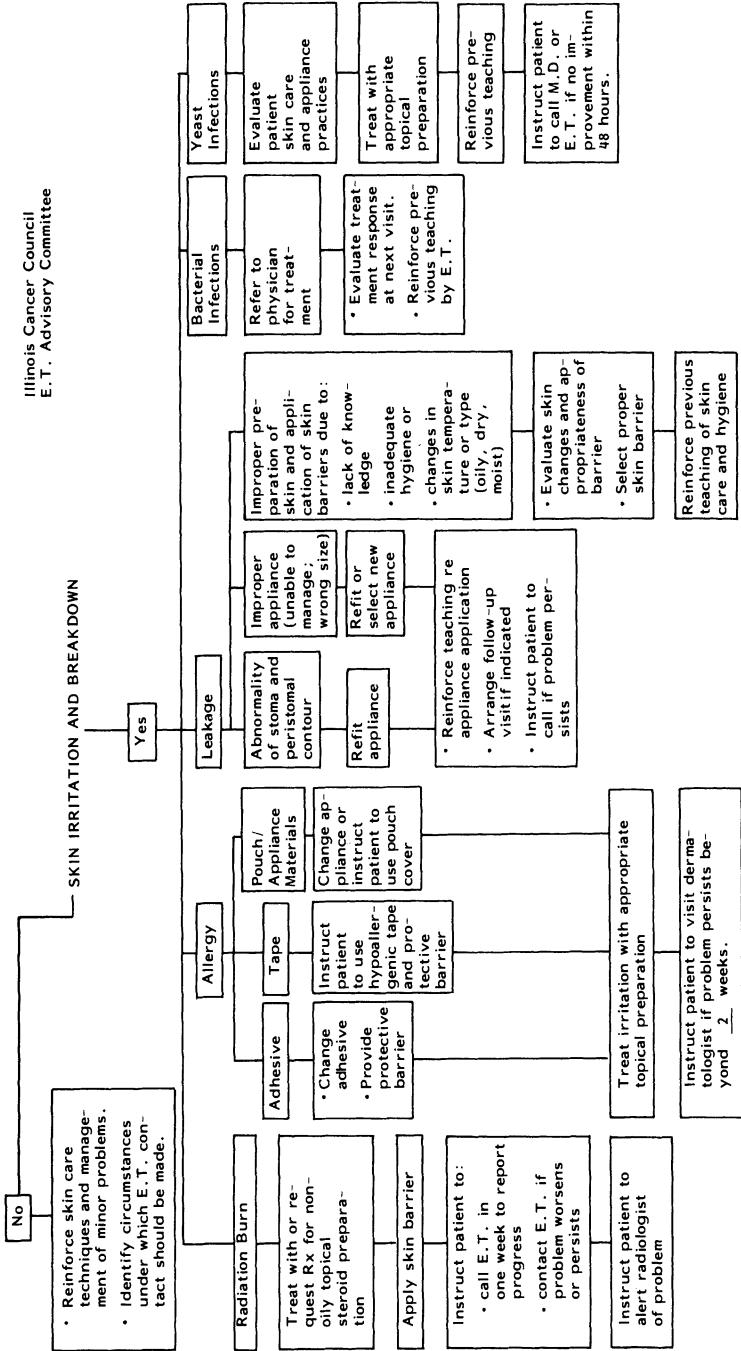 Illinois Cancer Council
E.T. Advisory Committee
SKIN IRRITATION AND BREAKDOWN
No
• Reinforce skin care
techniques and manage-
ment of minor problems.
• Identify circumstances
under which E.T. con-
tact should be made.
Yes
Radiation Burn
Treat with or re-
quest Rx for non-
oily topical
steroid prepara-
tion
Apply skin barrier
Instruct patient to:
• call E.T. in
one week to report
progress
• contact E.T. if
problem worsens
or persists
Instruct patient to
alert radiologist
of problem
Allergy
Adhesive
• Change
adhesive
• Provide
protective
barrier
Tape
Instruct
patient
to use
hypoaller-
genic tape
and pro-
tective
barrier
Pouch/
Appliance
Materials
Change ap-
pliance or
instruct
patient to
use pouch
cover
Treat irritation with appropriate
topical preparation
Instruct patient to visit derma-
tologist if problem persists be-
yond 2 weeks.
Leakage
Abnormality
of stoma and
peristomal
contour
Refit
appliance
Improper
appliance
(unable to
manage;
wrong size)
Refit or
select new
appliance
• Reinforce teaching re
appliance application
• Arrange follow-up
visit if indicated
• Instruct patient to
call if problem per-
sists
Improper pre-
paration of
skin and appli-
cation of skin
barriers due to:
• lack of know-
ledge
• inadequate
hygiene or
• changes in
skin tempera-
ture or type
(oily, dry,
moist)
• Evaluate skin
changes and ap-
propriateness of
barrier
• Select proper
skin barrier
Reinforce previous
teaching of skin
care and hygiene
Bacterial
Infections
Refer to
physician
for treat-
ment
• Evaluate treat-
ment response
at next visit.
• Reinforce pre-
vious teaching
by E.T.
Yeast
Infections
Evaluate
patient
skin care
and appliance
practices
Treat with
appropriate
topical
preparation
Reinforce pre-
vious teaching
Instruct patient
to call M.D. or
E.T. if no im-
provement within
48 hours.